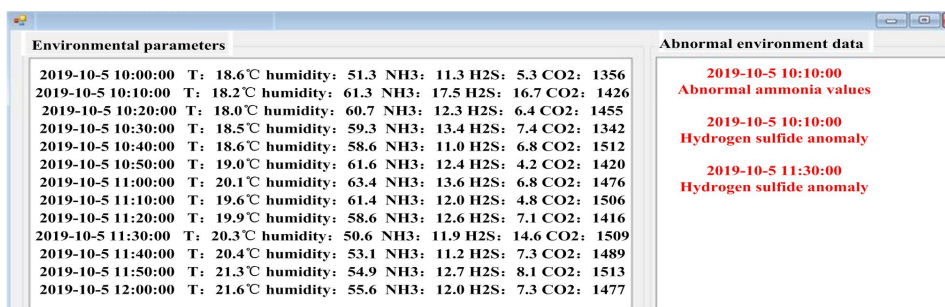 Environmental parameters
2019-10-5 10:00:00 T: 18.6℃ humidity: 51.3 NH3: 11.3 H2S: 5.3 CO2: 1356
2019-10-5 10:10:00 T: 18.2℃ humidity: 61.3 NH3: 17.5 H2S: 16.7 CO2: 1426
2019-10-5 10:20:00 T: 18.0℃ humidity: 60.7 NH3: 12.3 H2S: 6.4 CO2: 1455
2019-10-5 10:30:00 T: 18.5℃ humidity: 59.3 NH3: 13.4 H2S: 7.4 CO2: 1342
2019-10-5 10:40:00 T: 18.6℃ humidity: 58.6 NH3: 11.0 H2S: 6.8 CO2: 1512
2019-10-5 10:50:00 T: 19.0℃ humidity: 61.6 NH3: 12.4 H2S: 4.2 CO2: 1420
2019-10-5 11:00:00 T: 20.1℃ humidity: 63.4 NH3: 13.6 H2S: 6.8 CO2: 1476
2019-10-5 11:10:00 T: 19.6℃ humidity: 61.4 NH3: 12.0 H2S: 4.8 CO2: 1506
2019-10-5 11:20:00 T: 19.9℃ humidity: 58.6 NH3: 12.6 H2S: 7.1 CO2: 1416
2019-10-5 11:30:00 T: 20.3℃ humidity: 50.6 NH3: 11.9 H2S: 14.6 CO2: 1509
2019-10-5 11:40:00 T: 20.4℃ humidity: 53.1 NH3: 11.2 H2S: 7.3 CO2: 1489
2019-10-5 11:50:00 T: 21.3℃ humidity: 54.9 NH3: 12.7 H2S: 8.1 CO2: 1513
2019-10-5 12:00:00 T: 21.6℃ humidity: 55.6 NH3: 12.0 H2S: 7.3 CO2: 1477
Abnormal environment data
2019-10-5 10:10:00
Abnormal ammonia values
2019-10-5 10:10:00
Hydrogen sulfide anomaly
2019-10-5 11:30:00
Hydrogen sulfide anomaly